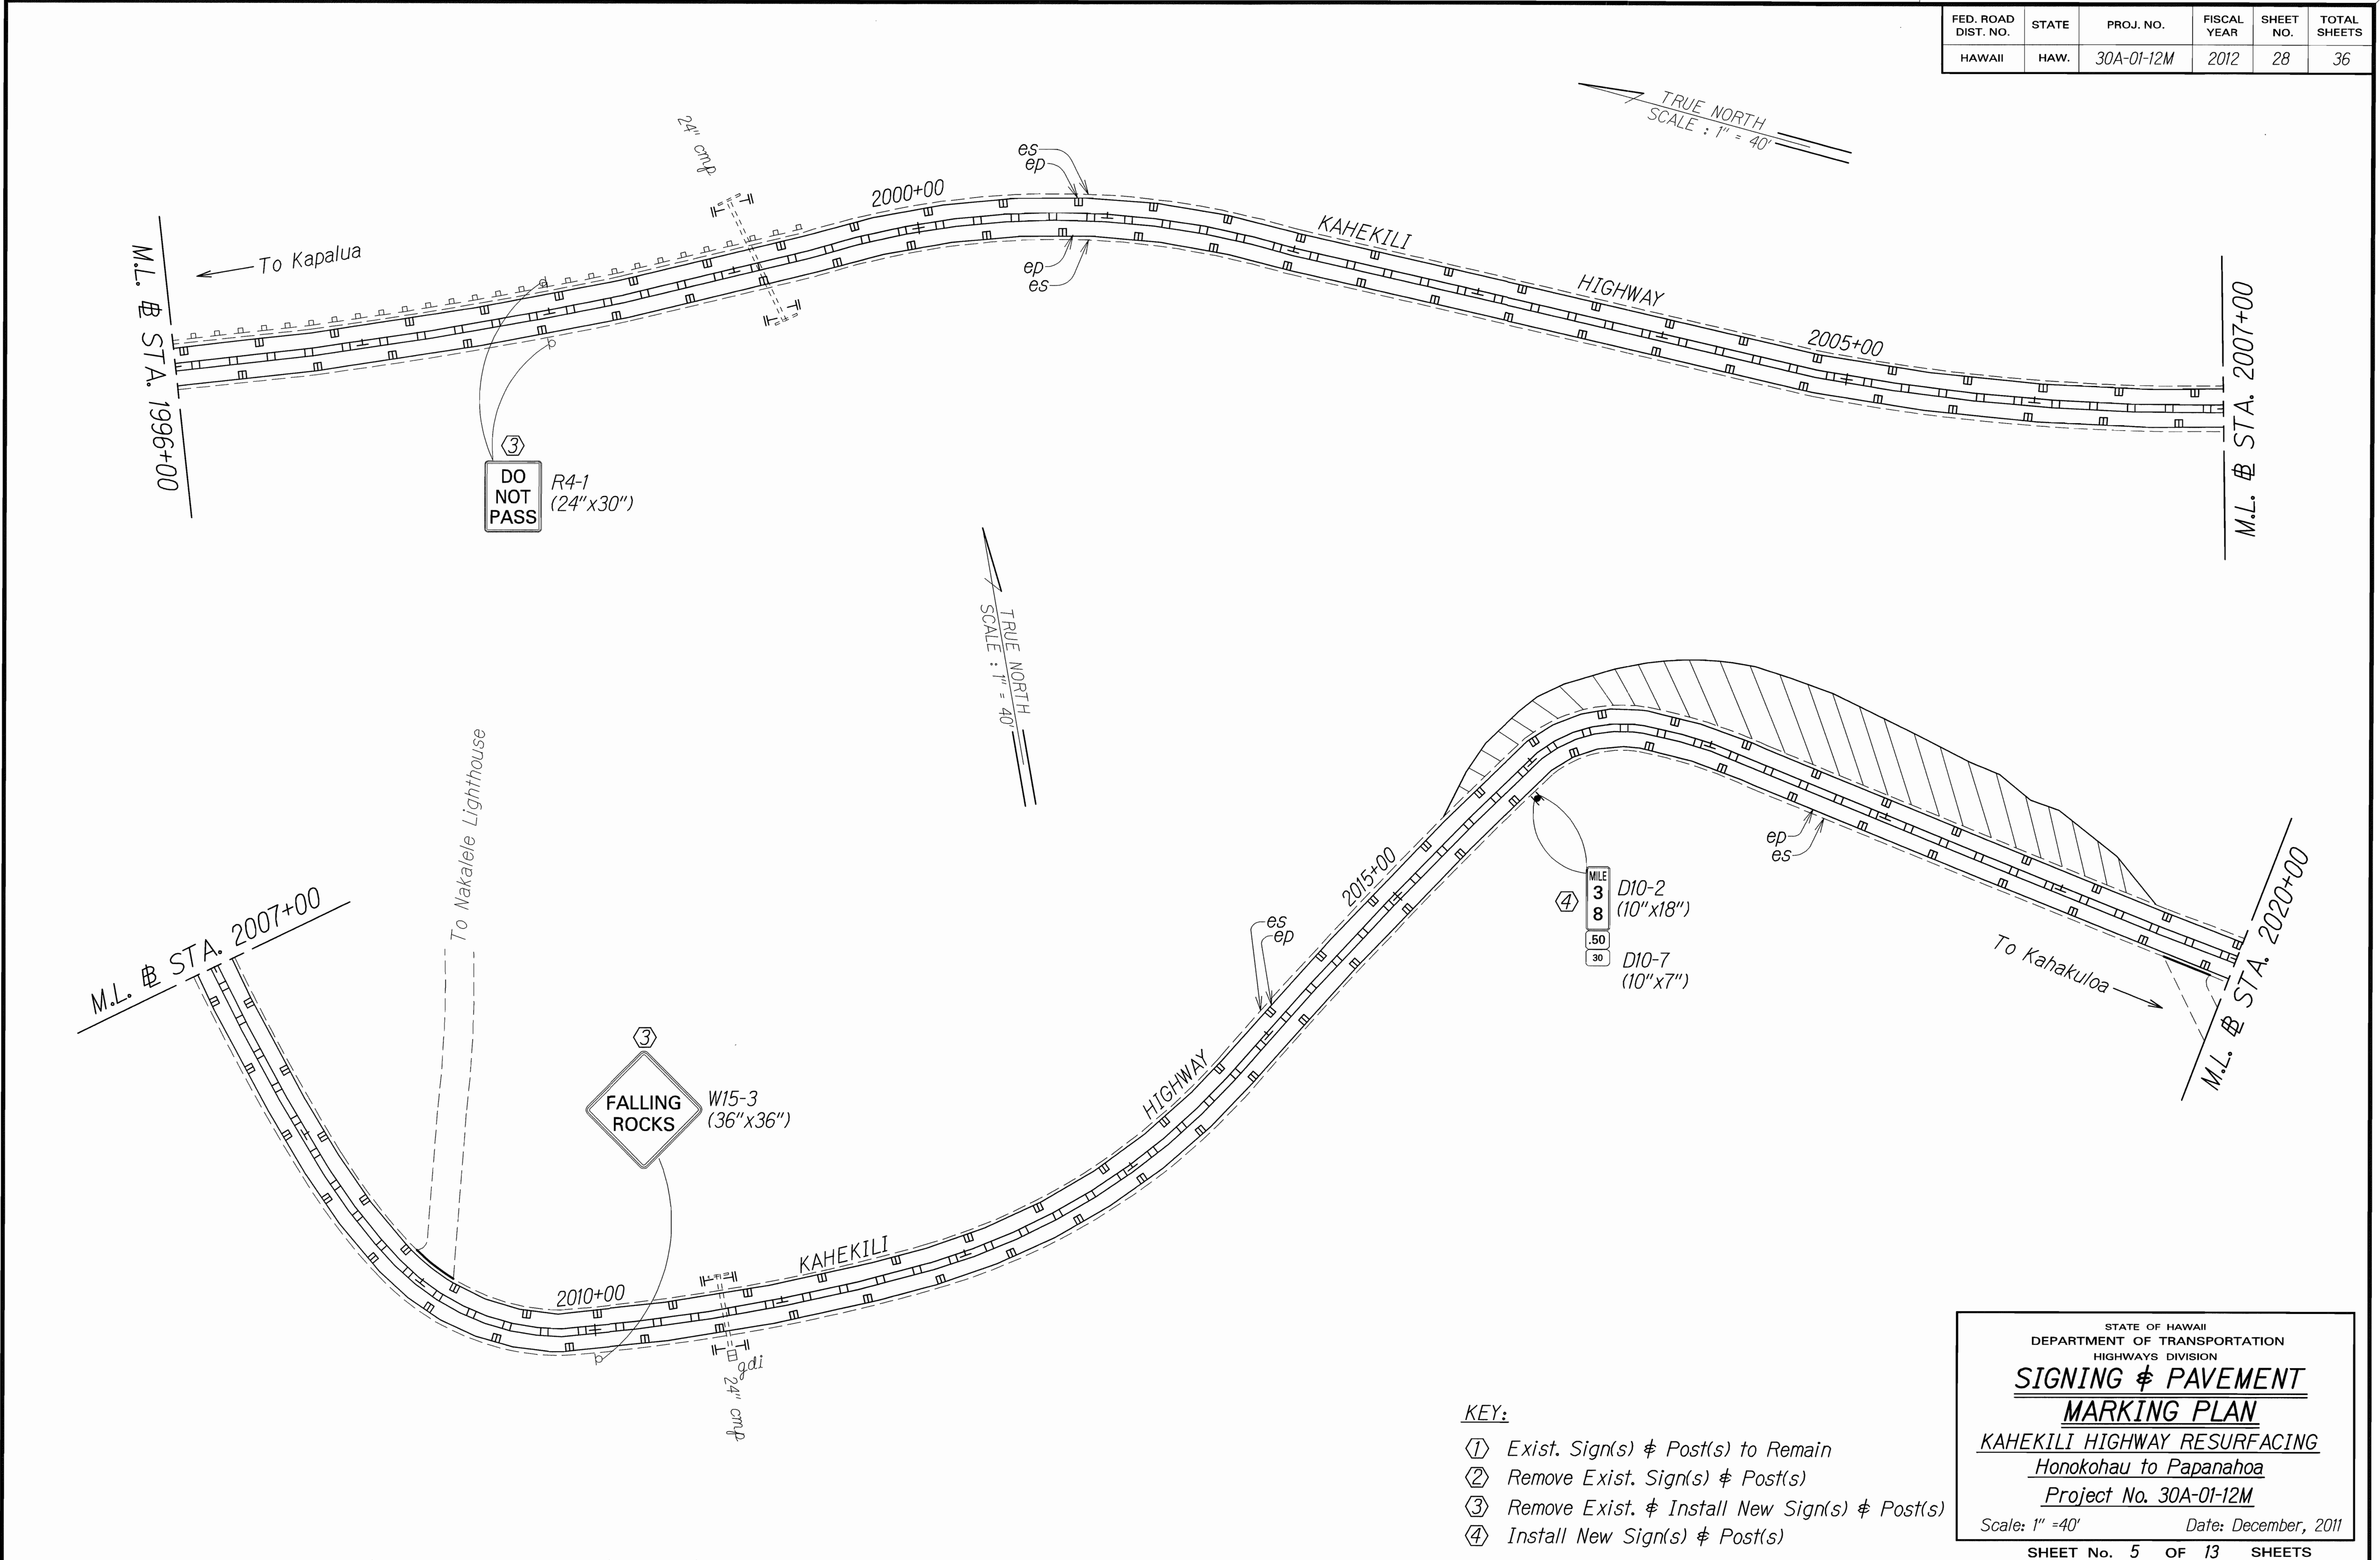 FED. ROAD DIST. NO. STATE PROJ. NO. FISCAL YEAR SHEET NO. TOTAL SHEETS
HAWAII HAW. 30A-01-12M 2012 28 36
TRUE NORTH
SCALE : 1" = 40'
24" cmp
es
ep
2000+00
KAHEKILI
HIGHWAY
2005+00
To Kapalua
M.L. ⅊ STA. 1996+00
ep
es
M.L. ⅊ STA. 2007+00
3
DO
NOT
PASS
R4-1
(24"x30")
TRUE NORTH
SCALE : 1" = 40'
To Nakalele Lighthouse
M.L. ⅊ STA. 2007+00
2015+00
ep
es
MILE
3
8
.50
30
4
D10-2
(10"x18")
D10-7
(10"x7")
es
ep
To Kahakuloa
M.L. ⅊ STA. 2020+00
3
FALLING
ROCKS
W15-3
(36"x36")
HIGHWAY
KAHEKILI
2010+00
gdi
24" cmp
KEY:
1 Exist. Sign(s) & Post(s) to Remain
2 Remove Exist. Sign(s) & Post(s)
3 Remove Exist. & Install New Sign(s) & Post(s)
4 Install New Sign(s) & Post(s)
STATE OF HAWAII
DEPARTMENT OF TRANSPORTATION
HIGHWAYS DIVISION
SIGNING & PAVEMENT
MARKING PLAN
KAHEKILI HIGHWAY RESURFACING
Honokohau to Papanahoa
Project No. 30A-01-12M
Scale: 1" =40' Date: December, 2011
SHEET No. 5 OF 13 SHEETS